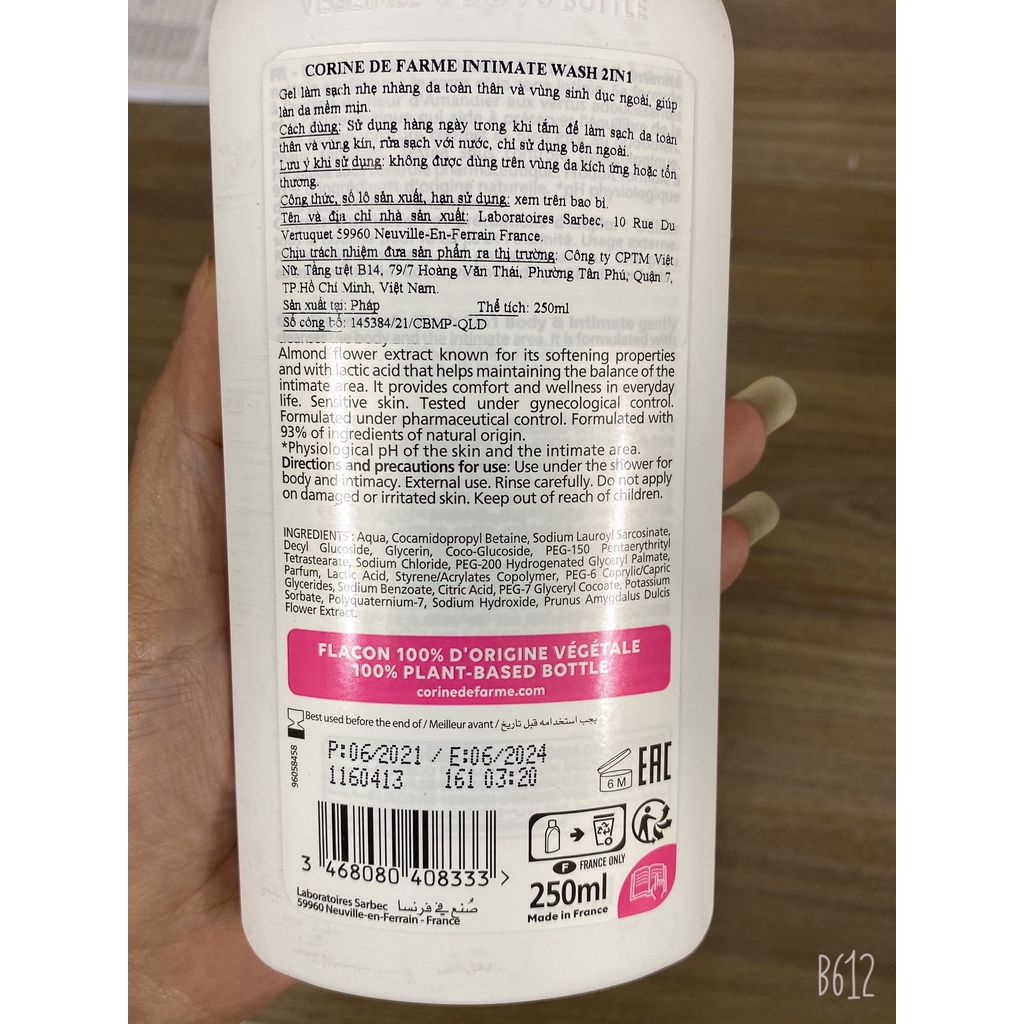 CORINE DE FARME INTIMATE WASH 2IN1
Gel làm sạch nhẹ nhàng da toàn thân và vùng sinh dục ngoài, giúp
làn da mềm mịn.
Cách dùng: Sử dụng hàng ngày trong khi tắm để làm sạch da toàn
thân và vùng kín, rửa sạch với nước, chỉ sử dụng bên ngoài.
Lưu ý khi sử dụng: không được dùng trên vùng da kích ứng hoặc tổn
thương.
Công thức, số lô sản xuất, hạn sử dụng: xem trên bao bì.
Tên và địa chỉ nhà sản xuất: Laboratoires Sarbec, 10 Rue Du
Vertuquet 59960 Neuville-En-Ferrain France.
Chịu trách nhiệm đưa sản phẩm ra thị trường: Công ty CPTM Việt
Nữ. Tầng trệt B14, 79/7 Hoàng Văn Thái, Phường Tân Phú, Quận 7,
TP.Hồ Chí Minh, Việt Nam.
Sản xuất tại: Pháp Thể tích: 250ml
Số công bố: 145384/21/CBMP-QLD
Almond flower extract known for its softening properties
and with lactic acid that helps maintaining the balance of the
intimate area. It provides comfort and wellness in everyday
life. Sensitive skin. Tested under gynecological control.
Formulated under pharmaceutical control. Formulated with
93% of ingredients of natural origin.
*Physiological pH of the skin and the intimate area.
Directions and precautions for use: Use under the shower for
body and intimacy. External use. Rinse carefully. Do not apply
on damaged or irritated skin. Keep out of reach of children.
INGREDIENTS : Aqua, Cocamidopropyl Betaine, Sodium Lauroyl Sarcosinate,
Decyl Glucoside, Glycerin, Coco-Glucoside, PEG-150 Pentaerythrityl
Tetrastearate, Sodium Chloride, PEG-200 Hydrogenated Glyceryl Palmate,
Parfum, Lactic Acid, Styrene/Acrylates Copolymer, PEG-6 Caprylic/Capric
Glycerides, Sodium Benzoate, Citric Acid, PEG-7 Glyceryl Cocoate, Potassium
Sorbate, Polyquaternium-7, Sodium Hydroxide, Prunus Amygdalus Dulcis
Flower Extract.
FLACON 100% D'ORIGINE VÉGÉTALE
100% PLANT-BASED BOTTLE
corinedefarme.com
Best used before the end of / Meilleur avant / يجب استخدامه قبل تاريخ
96058458
P:06/2021 / E:06/2024
1160413 161 03:20
6 M
EAC
3 468080 408333 >
F FRANCE ONLY
250ml
Made in France
Laboratoires Sarbec صُنع في فرنسا
59960 Neuville-en-Ferrain - France
B612